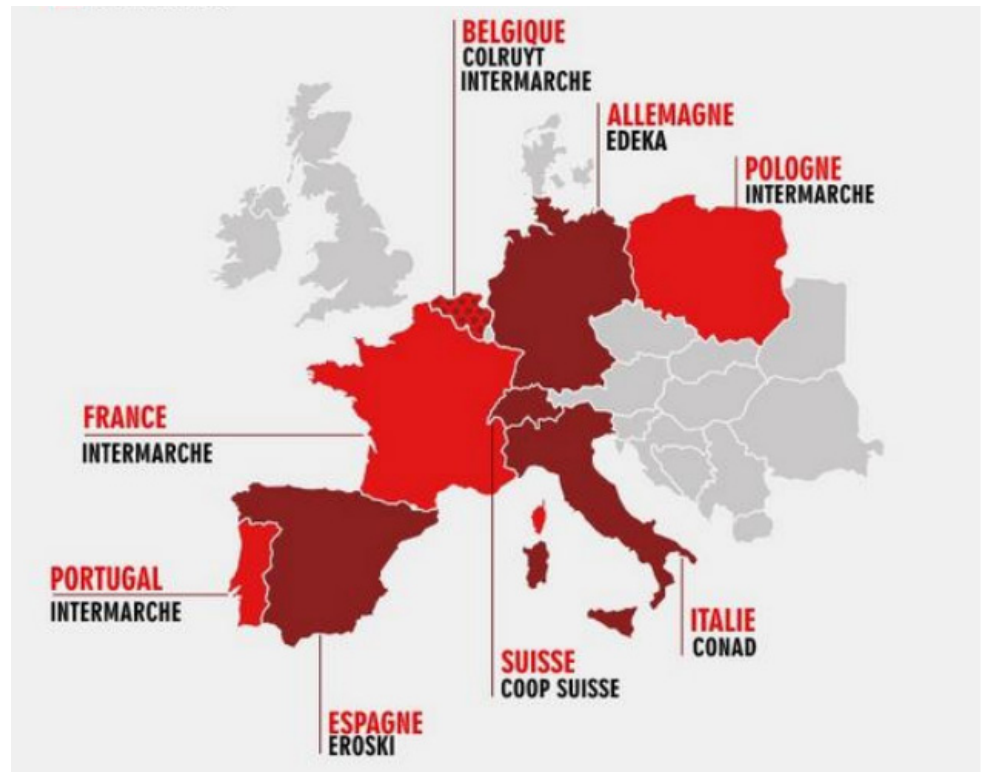 BELGIQUE
COLRUYT
INTERMARCHE
ALLEMAGNE
EDEKA
POLOGNE
INTERMARCHE
FRANCE
INTERMARCHE
PORTUGAL
INTERMARCHE
ITALIE
CONAD
SUISSE
COOP SUISSE
ESPAGNE
EROSKI